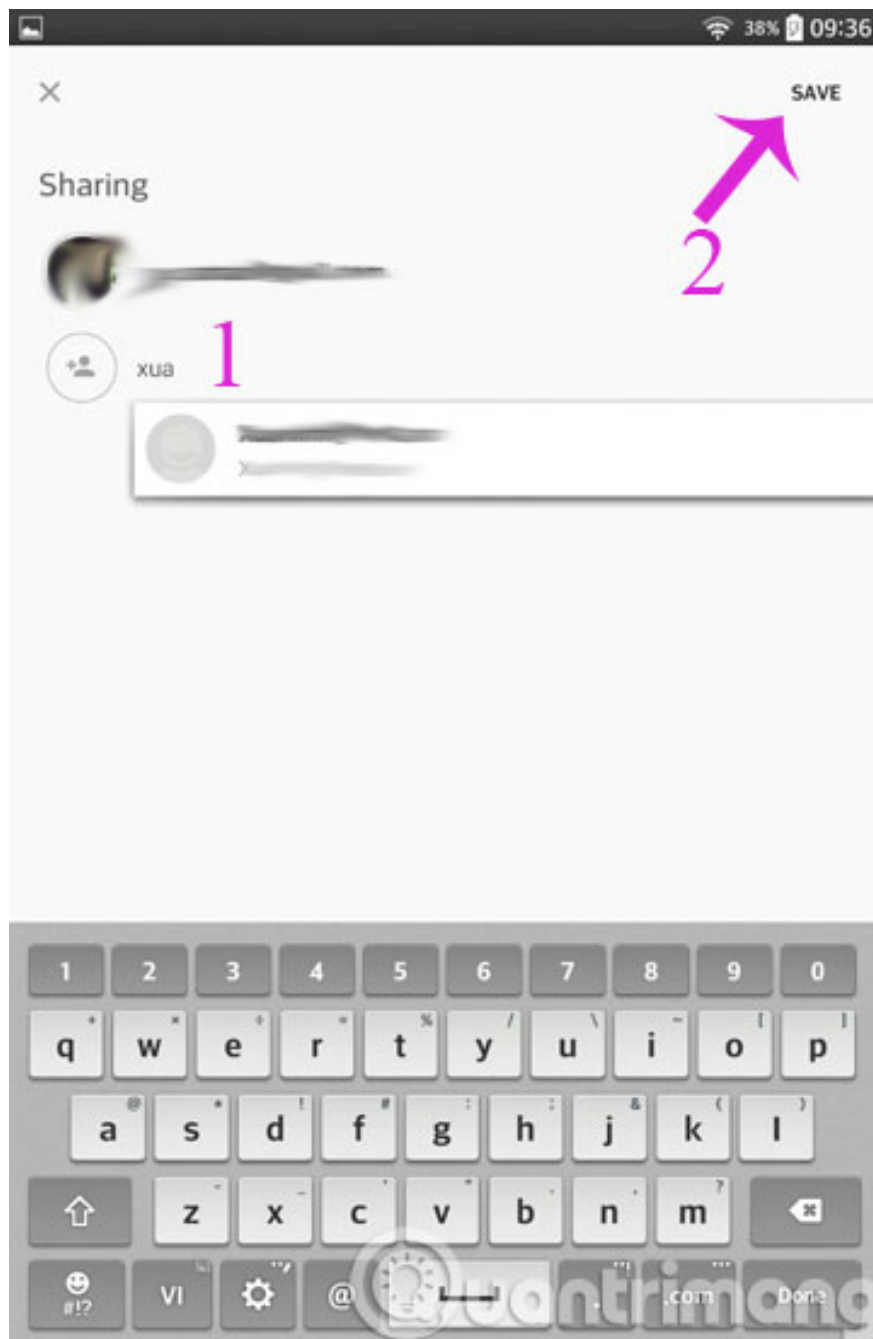 38% 09:36
SAVE
Sharing
2
xua 1
1 2 3 4 5 6 7 8 9 0
q w e r t y u i o p
a s d f g h j k l
z x c v b n m
#!? VI @ . .com Done
uantrimang